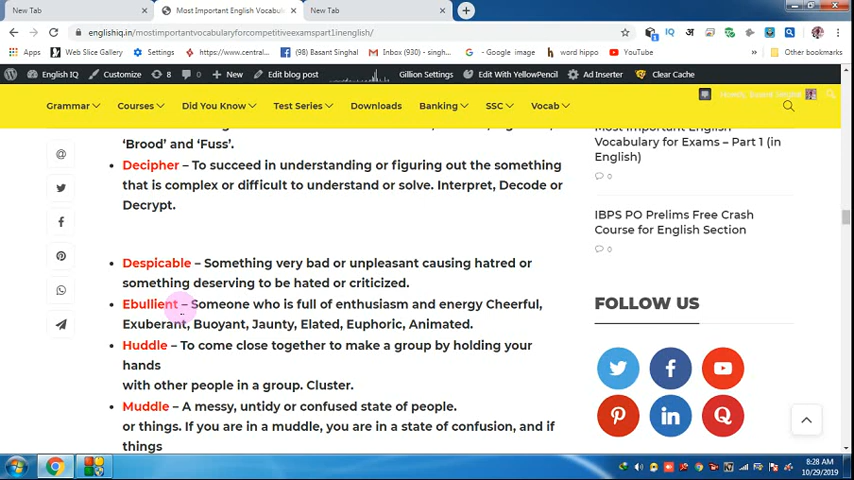 New Tab
Most Important English Vocabul
New Tab
englishiq.in/mostimportantvocabularyforcompetitiveexamspart1inenglish/
Apps
Web Slice Gallery
Settings
https://www.central...
(98) Basant Singhal
Inbox (930) - singh...
- Google image
word hippo
YouTube
Other bookmarks
English IQ
Customize
8
0
New
Edit blog post
Gillion Settings
Edit With YellowPencil
Ad Inserter
Clear Cache
Grammar
Courses
Did You Know
Test Series
Downloads
Banking
SSC
Vocab
'Brood' and 'Fuss'.
Decipher – To succeed in understanding or figuring out the something
that is complex or difficult to understand or solve. Interpret, Decode or
Decrypt.
Despicable – Something very bad or unpleasant causing hatred or
something deserving to be hated or criticized.
Ebullient – Someone who is full of enthusiasm and energy Cheerful,
Exuberant, Buoyant, Jaunty, Elated, Euphoric, Animated.
Huddle – To come close together to make a group by holding your
hands
with other people in a group. Cluster.
Muddle – A messy, untidy or confused state of people.
or things. If you are in a muddle, you are in a state of confusion, and if
things
Most Important English
Vocabulary for Exams – Part 1 (in
English)
0
IBPS PO Prelims Free Crash
Course for English Section
0
FOLLOW US
8:28 AM
10/29/2019